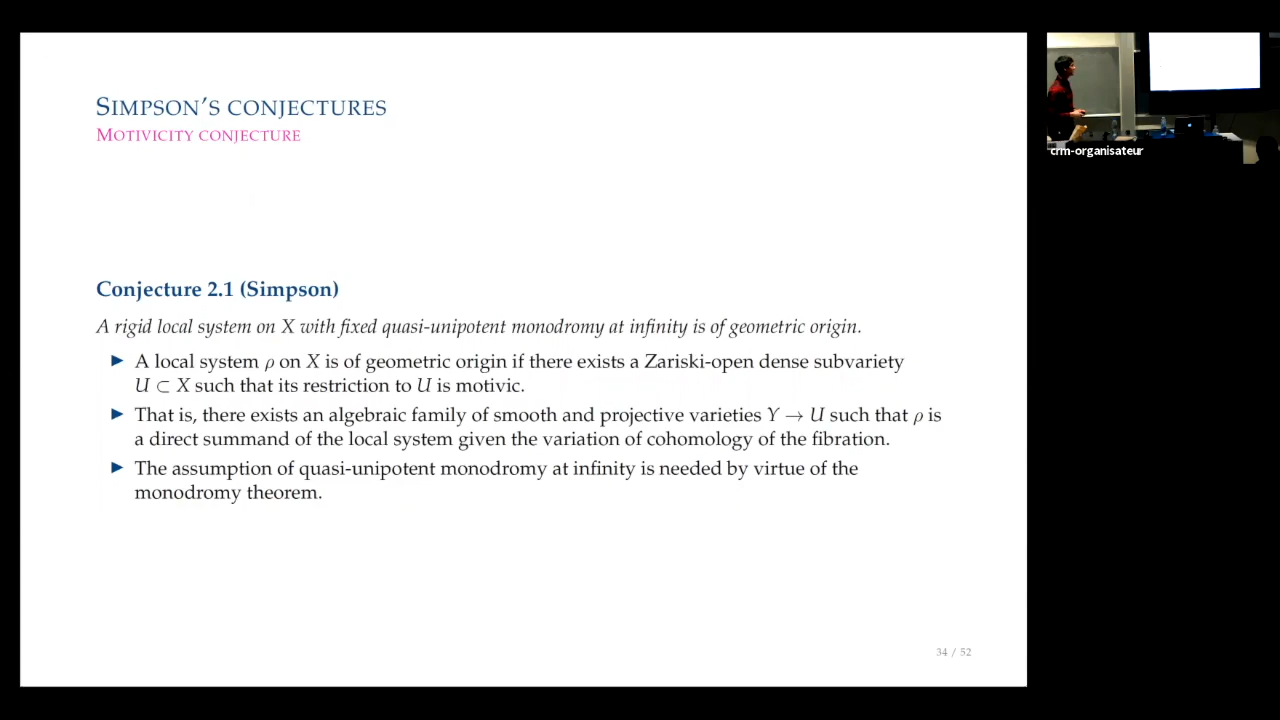 SIMPSON'S CONJECTURES
MOTIVICITY CONJECTURE
crm-organisateur
Conjecture 2.1 (Simpson)
A rigid local system on X with fixed quasi-unipotent monodromy at infinity is of geometric origin.
▶ A local system ρ on X is of geometric origin if there exists a Zariski-open dense subvariety
U ⊂ X such that its restriction to U is motivic.
▶ That is, there exists an algebraic family of smooth and projective varieties Y → U such that ρ is
a direct summand of the local system given the variation of cohomology of the fibration.
▶ The assumption of quasi-unipotent monodromy at infinity is needed by virtue of the
monodromy theorem.
34 / 52